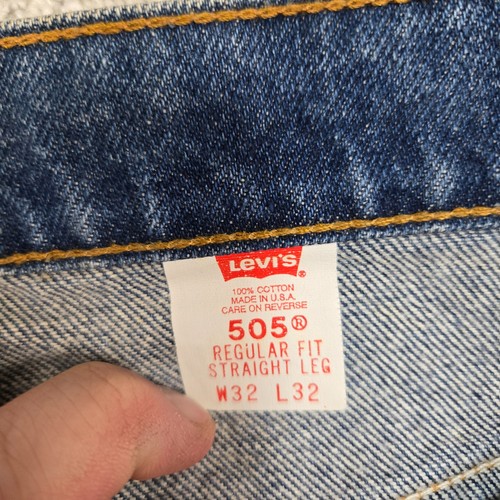 Levi's®
100% COTTON
MADE IN U.S.A.
CARE ON REVERSE
505®
REGULAR FIT
STRAIGHT LEG
W32 L32